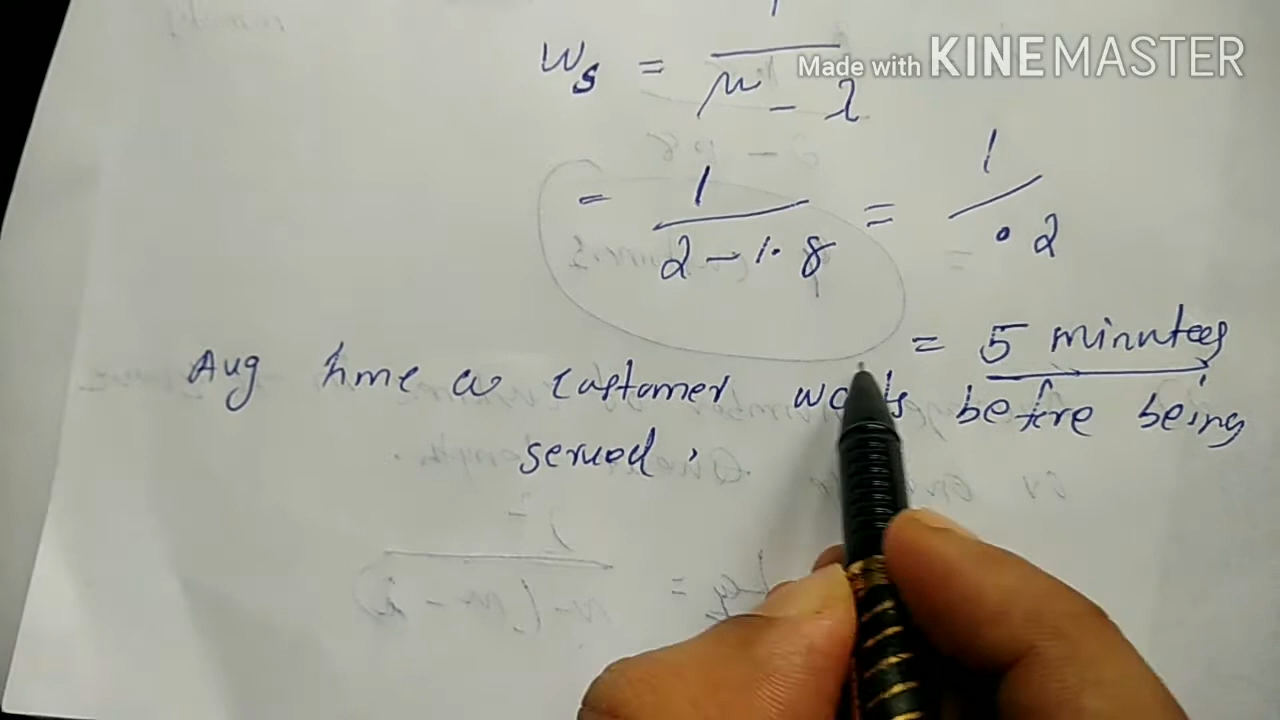 Made with KINEMASTER
Ws = 1 / μ - λ
= 1 / 2 - 1.8 = 1 / .2
= 5 minutes
Avg time a customer waits before being
served is